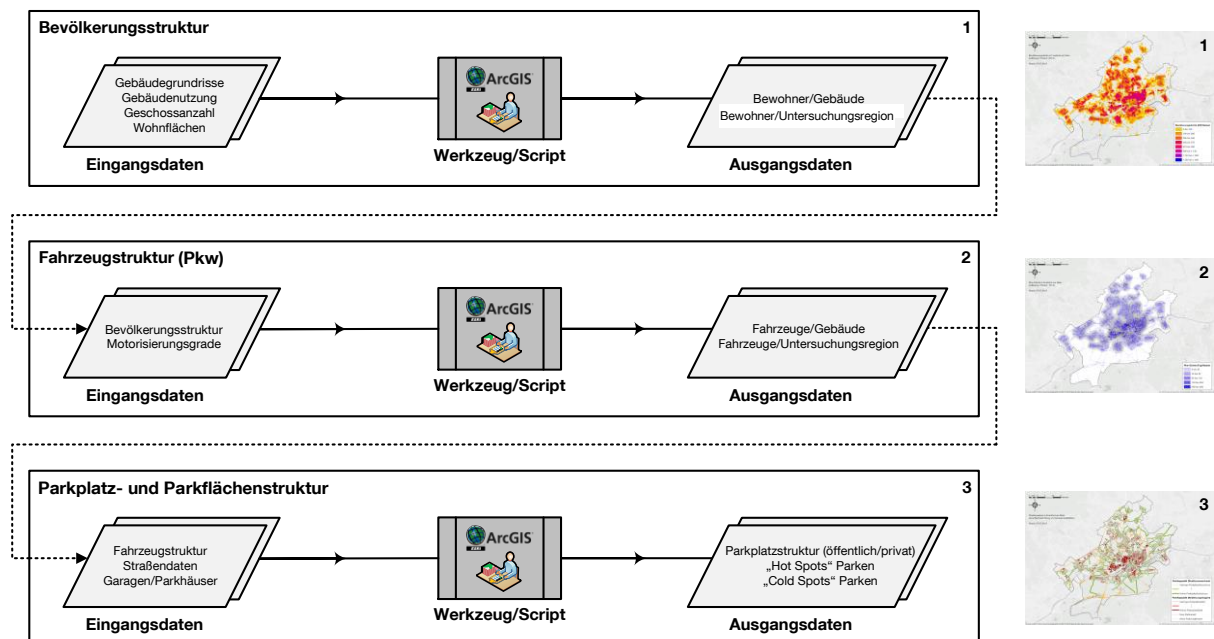 Bevölkerungsstruktur
1
Gebäudegrundrisse
Gebäudenutzung
Geschossanzahl
Wohnflächen
Eingangsdaten
ArcGIS
Werkzeug/Script
Bewohner/Gebäude
Bewohner/Untersuchungsregion
Ausgangsdaten
1
Fahrzeugstruktur (Pkw)
2
Bevölkerungsstruktur
Motorisierungsgrade
Eingangsdaten
ArcGIS
Werkzeug/Script
Fahrzeuge/Gebäude
Fahrzeuge/Untersuchungsregion
Ausgangsdaten
2
Parkplatz- und Parkflächenstruktur
3
Fahrzeugstruktur
Straßendaten
Garagen/Parkhäuser
Eingangsdaten
ArcGIS
Werkzeug/Script
Parkplatzstruktur (öffentlich/privat)
„Hot Spots“ Parken
„Cold Spots“ Parken
Ausgangsdaten
3